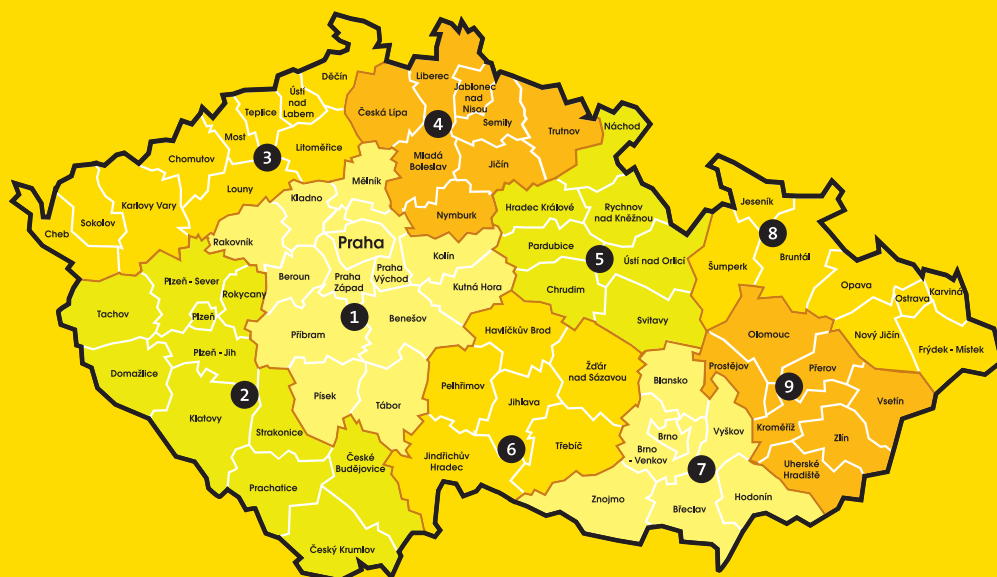 Děčín
Liberec
Ústí
nad
Labem
Jablonec
nad
Nisou
Teplice
Česká Lípa
4
Semily
Trutnov
Náchod
Most
3
Litoměřice
Chomutov
Mladá
Boleslav
Jičín
Mělník
Louny
Kladno
Karlovy Vary
Sokolov
Cheb
Nymburk
Hradec Králové
Rychnov
nad Kněžnou
Jeseník
8
Rakovník
Praha
Kolín
Pardubice
5
Ústí nad Orlicí
Šumperk
Bruntál
Beroun
Praha
Západ
Praha
Východ
Kutná Hora
Chrudim
Opava
Ostrava
Karviná
Plzeň - Sever
Rokycany
Tachov
Plzeň
1
Benešov
Příbram
Svitavy
Havlíčkův Brod
Olomouc
Nový Jičín
Frýdek - Místek
Plzeň - Jih
Domažlice
Žďár
nad Sázavou
Prostějov
Přerov
9
Vsetín
2
Klatovy
Písek
Tábor
Pelhřimov
Jihlava
Blansko
Strakonice
Vyškov
Kroměříž
Zlín
Brno
Brno
- Venkov
Jindřichův
Hradec
6
Třebíč
7
Uherské
Hradiště
České
Budějovice
Prachatice
Znojmo
Břeclav
Hodonín
Český Krumlov